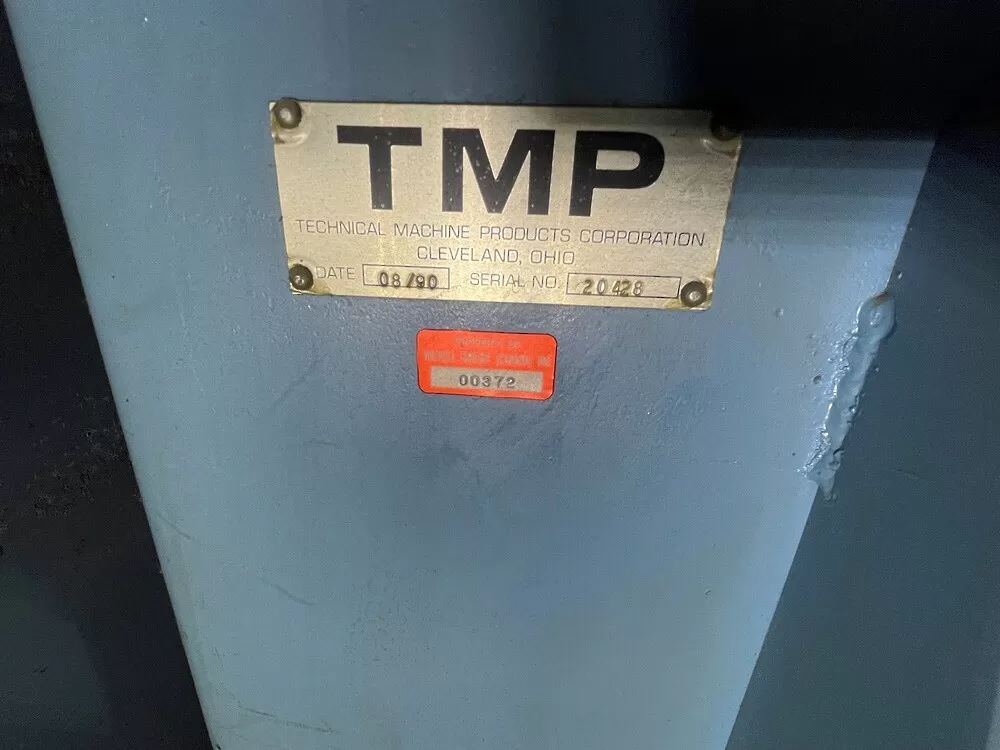 TMP
TECHNICAL MACHINE PRODUCTS CORPORATION
CLEVELAND, OHIO
DATE 08/90 SERIAL NO. 20428
00372